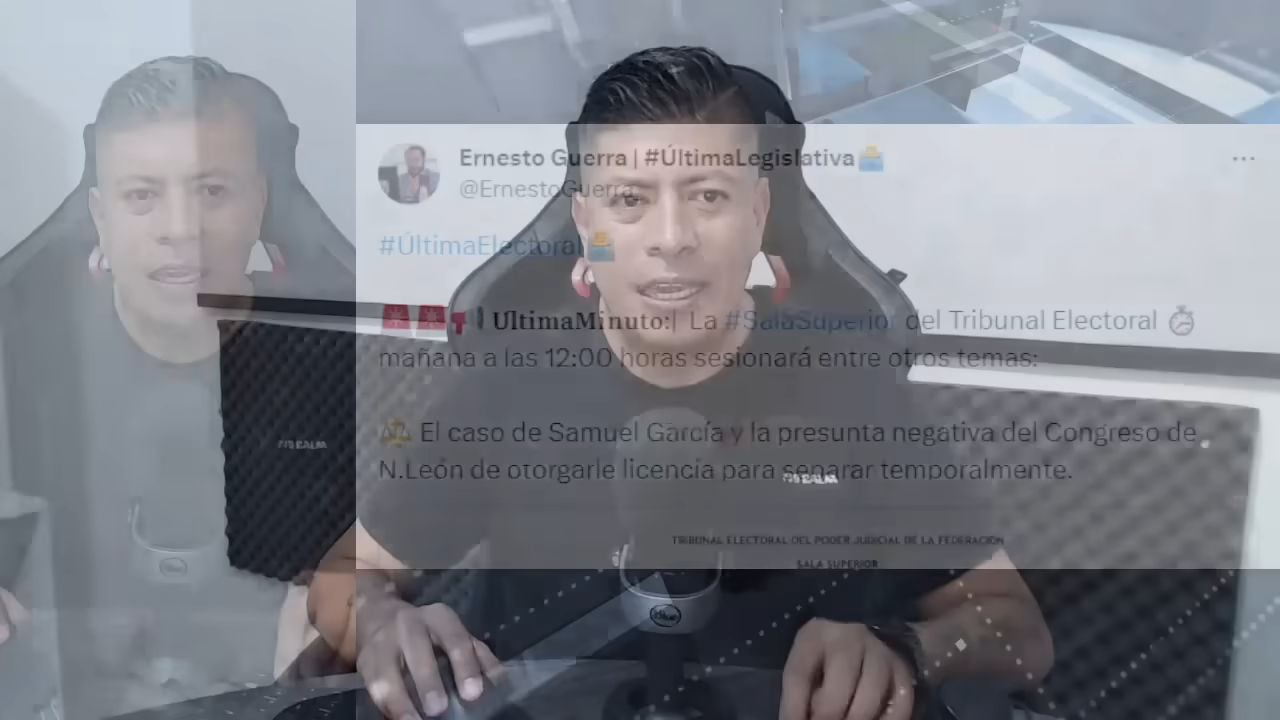 Ernesto Guerra | #ÚltimaLegislativa
@ErnestoGuerra
#ÚltimaElectoral
UltimaMinuto: | La #SalaSuperior del Tribunal Electoral
mañana a las 12:00 horas sesionará entre otros temas:
El caso de Samuel García y la presunta negativa del Congreso de
N.León de otorgarle licencia para separar temporalmente.
TRIBUNAL ELECTORAL DEL PODER JUDICIAL DE LA FEDERACIÓN
SALA SUPERIOR
Blue